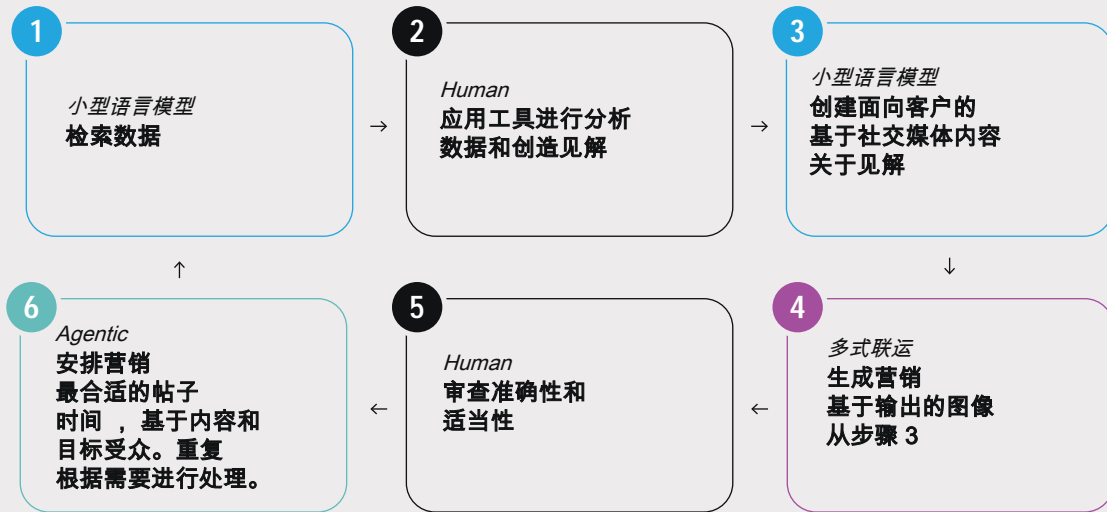 1
小型语言模型
检索数据
→
2
Human
应用工具进行分析
数据和创造见解
→
3
小型语言模型
创建面向客户的
基于社交媒体内容
关于见解
↓
4
多式联运
生成营销
基于输出的图像
从步骤 3
←
5
Human
审查准确性和
适当性
←
6
Agentic
安排营销
最合适的帖子
时间 ，基于内容和
目标受众。重复
根据需要进行处理。
↑